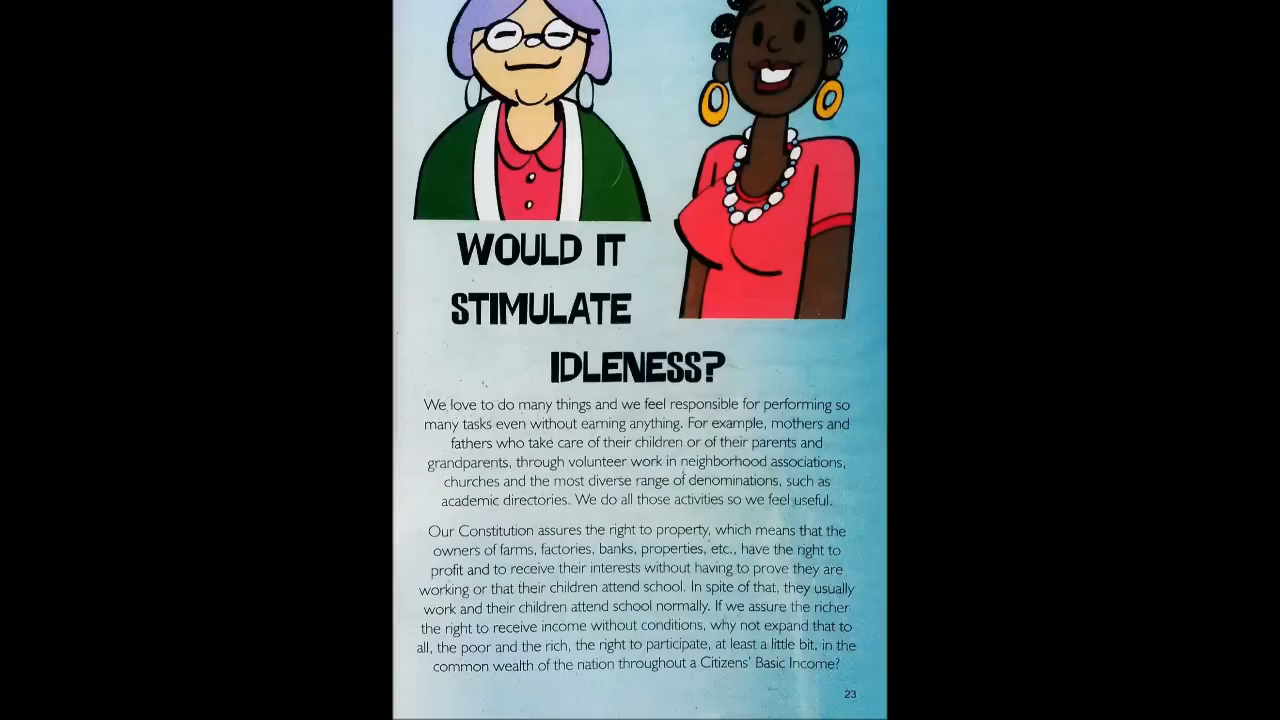 WOULD IT
STIMULATE
IDLENESS?
We love to do many things and we feel responsible for performing so
many tasks even without earning anything. For example, mothers and
fathers who take care of their children or of their parents and
grandparents, through volunteer work in neighborhood associations,
churches and the most diverse range of denominations, such as
academic directories. We do all those activities so we feel useful.
Our Constitution assures the right to property, which means that the
owners of farms, factories, banks, properties, etc., have the right to
profit and to receive their interests without having to prove they are
working or that their children attend school. In spite of that, they usually
work and their children attend school normally. If we assure the richer
the right to receive income without conditions, why not expand that to
all, the poor and the rich, the right to participate, at least a little bit, in the
common wealth of the nation throughout a Citizens' Basic Income?
23